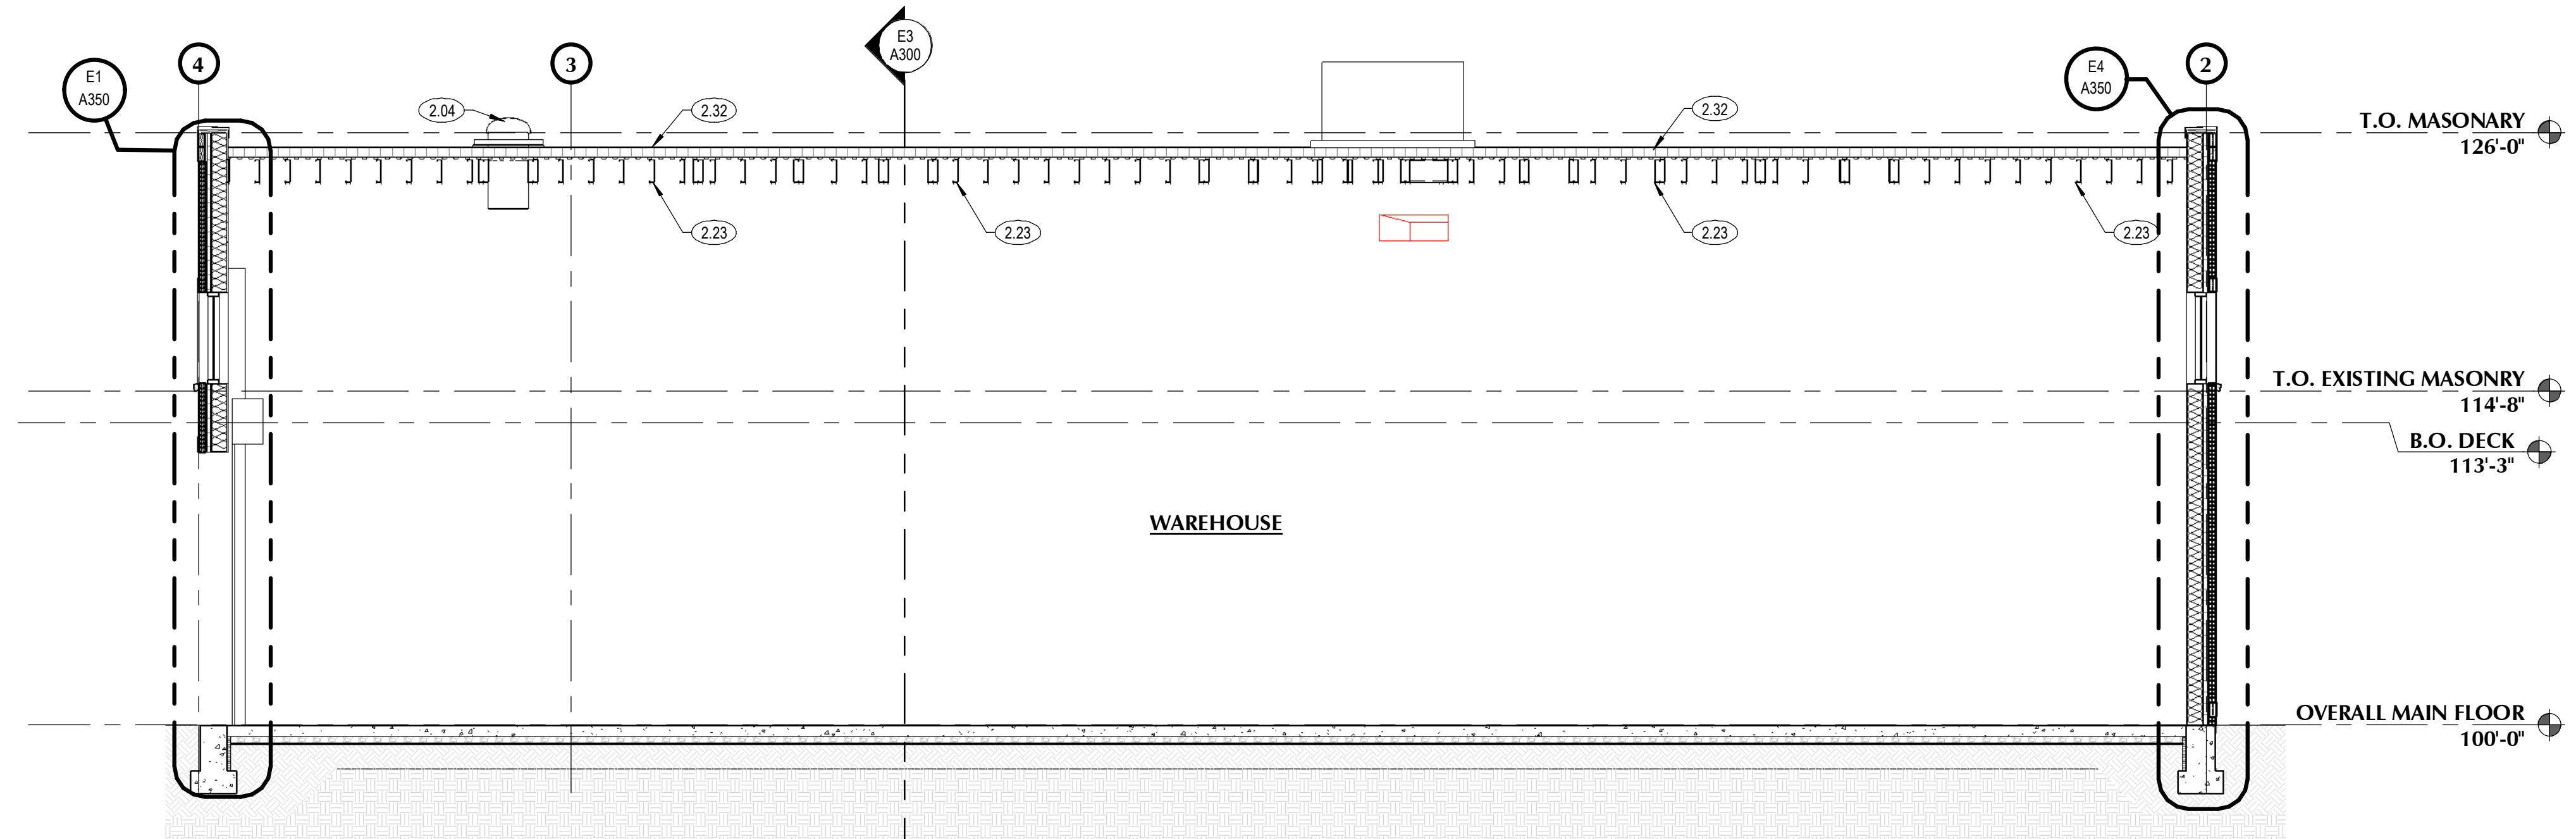 E3
A300
4
3
2
E1
A350
E4
A350
2.04
2.32
2.32
T.O. MASONARY
126'-0"
2.23
2.23
2.23
2.23
T.O. EXISTING MASONRY
114'-8"
B.O. DECK
113'-3"
WAREHOUSE
OVERALL MAIN FLOOR
100'-0"